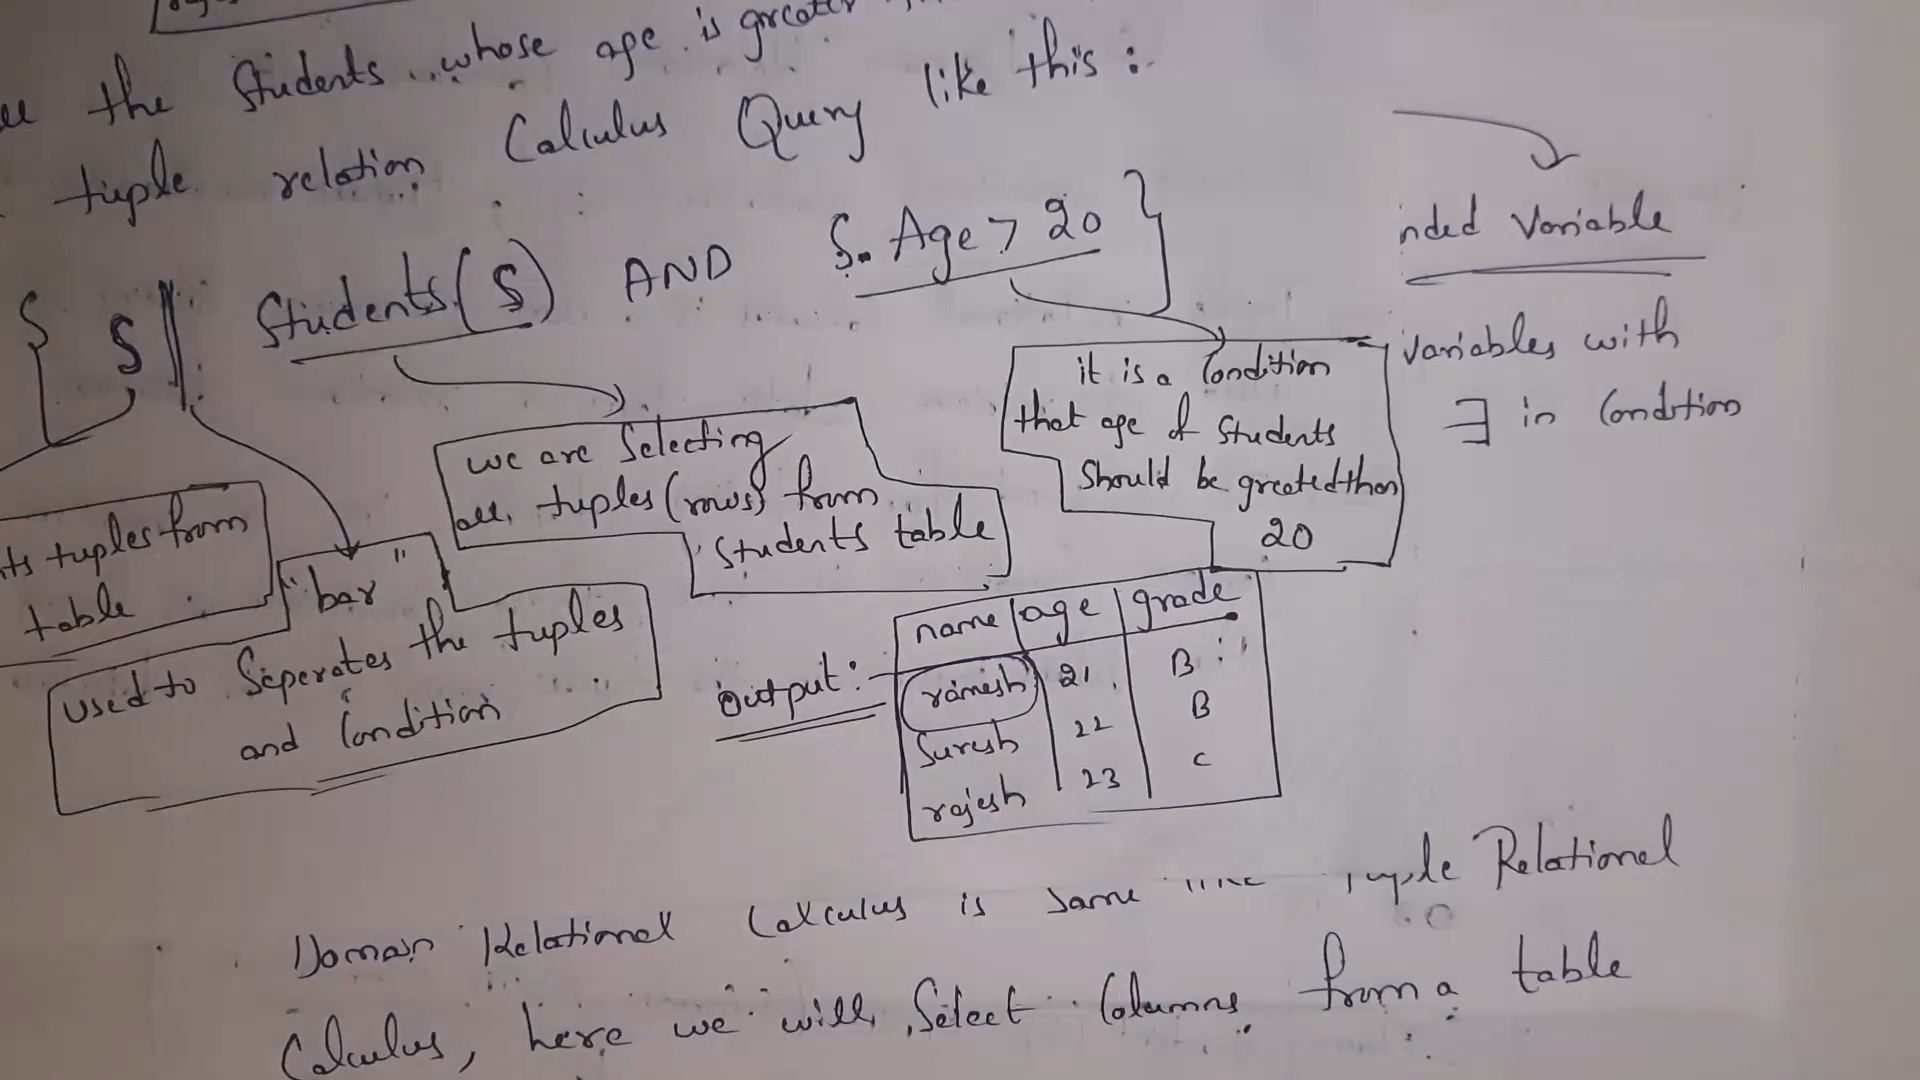 the Students whose age is greater
tuple relation Calculus Query like this :
{ S | Students(S) AND S. Age > 20 }
nded Variable
Variables with
∃ in Condition
it is a Condition
that age of Students
Should be greatedthan
20
we are Selecting
all, tuples (rows) from
Students table
ts tuples from
table
"bar"
used to Seperates the tuples
and Condition
output :
name age grade
ramesh 21 B
Suresh 22 B
rajesh 23 C
Domain Relational Calculus is same like Tuple Relational
Calculus, here we will Select Columns from a table